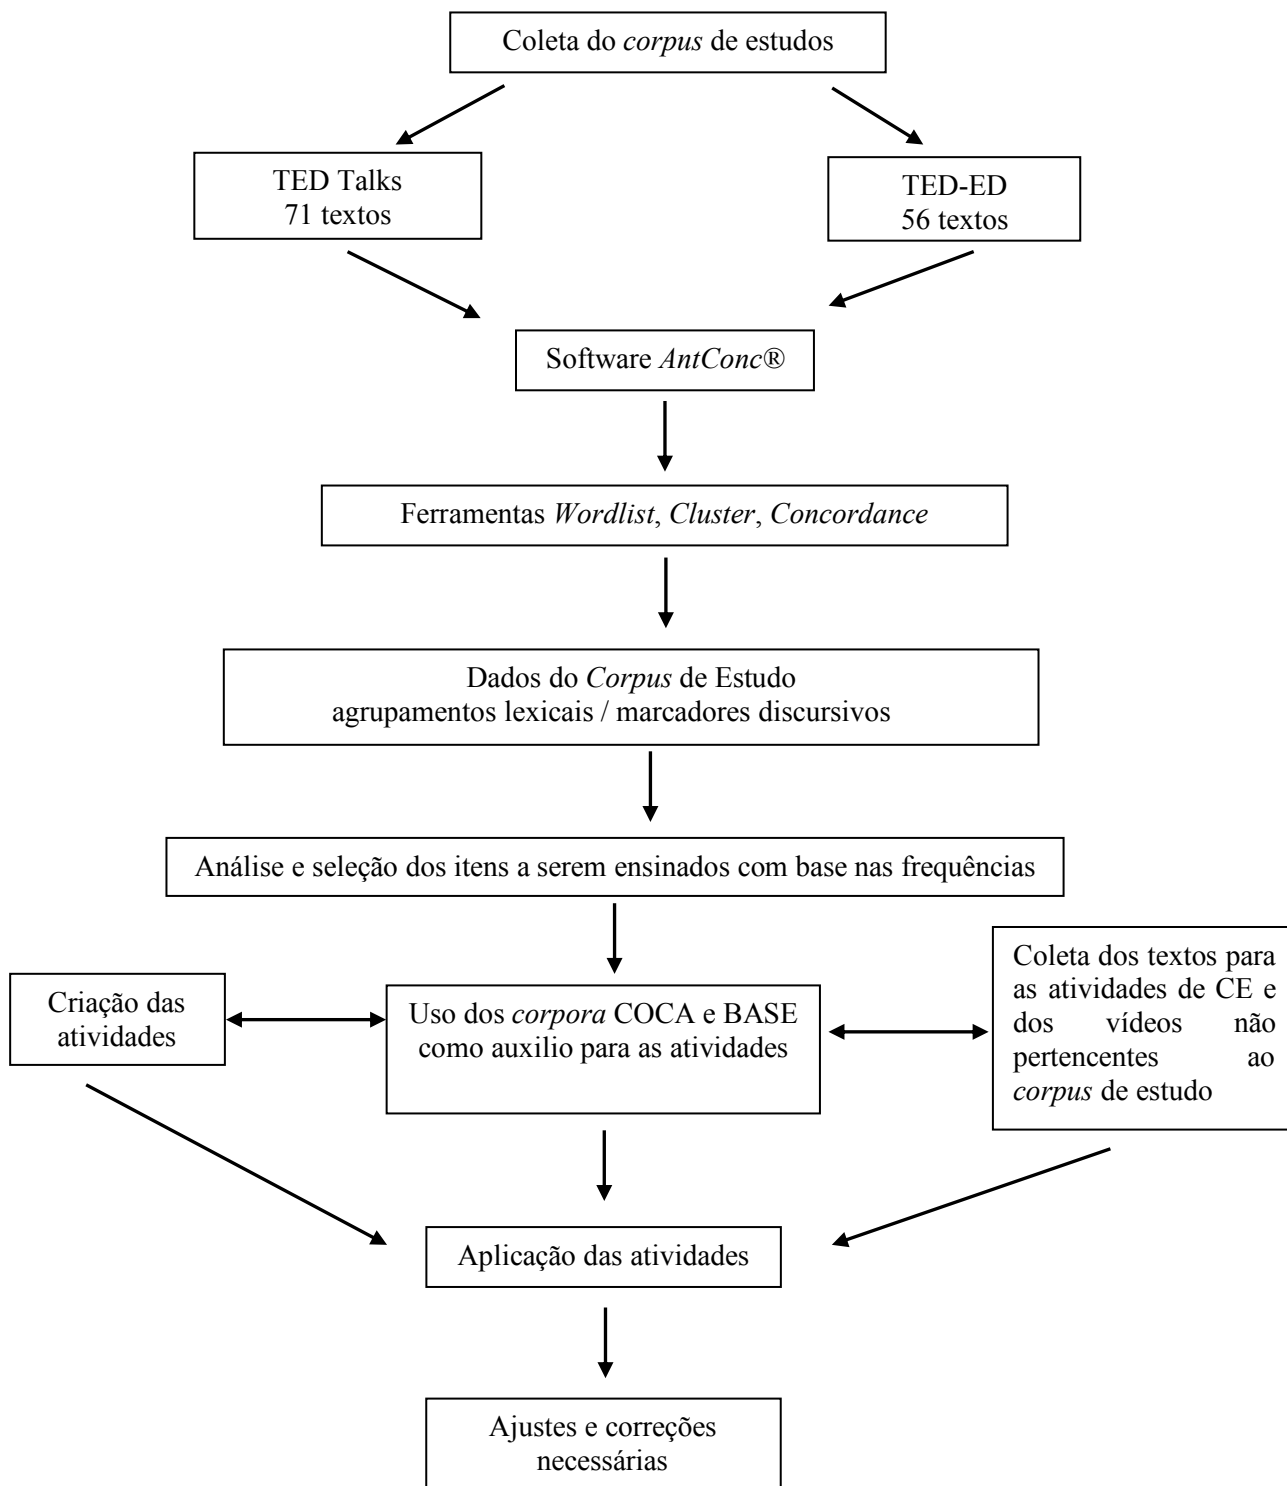 Coleta do corpus de estudos
TED Talks
71 textos
TED-ED
56 textos
Software AntConc®
Ferramentas Wordlist, Cluster, Concordance
Dados do Corpus de Estudo
agrupamentos lexicais / marcadores discursivos
Análise e seleção dos itens a serem ensinados com base nas frequências
Criação das
atividades
Uso dos corpora COCA e BASE
como auxilio para as atividades
Coleta dos textos para
as atividades de CE e
dos vídeos não
pertencentes ao
corpus de estudo
Aplicação das atividades
Ajustes e correções
necessárias